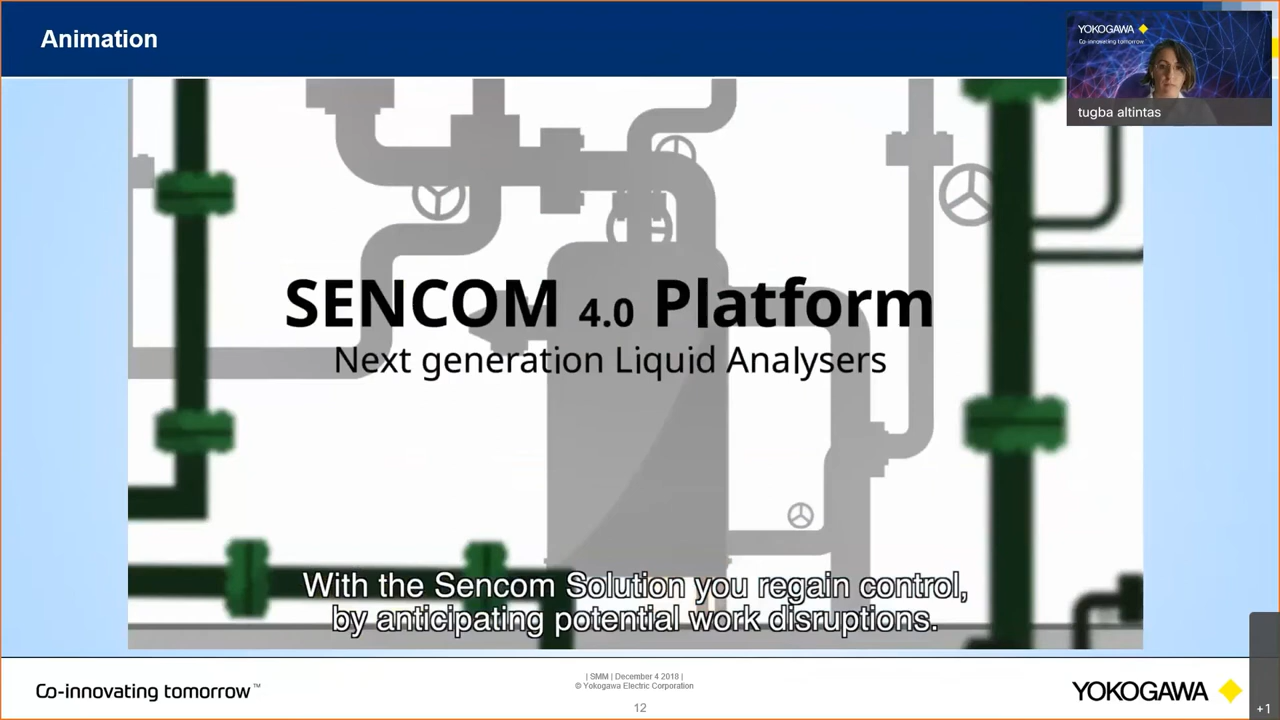 Animation
YOKOGAWA
Co-innovating tomorrow
tugba altintas
SENCOM 4.0 Platform
Next generation Liquid Analysers
With the Sencom Solution you regain control,
by anticipating potential work disruptions.
Co-innovating tomorrow™
| SMM | December 4 2018 |
© Yokogawa Electric Corporation
12
YOKOGAWA
+1